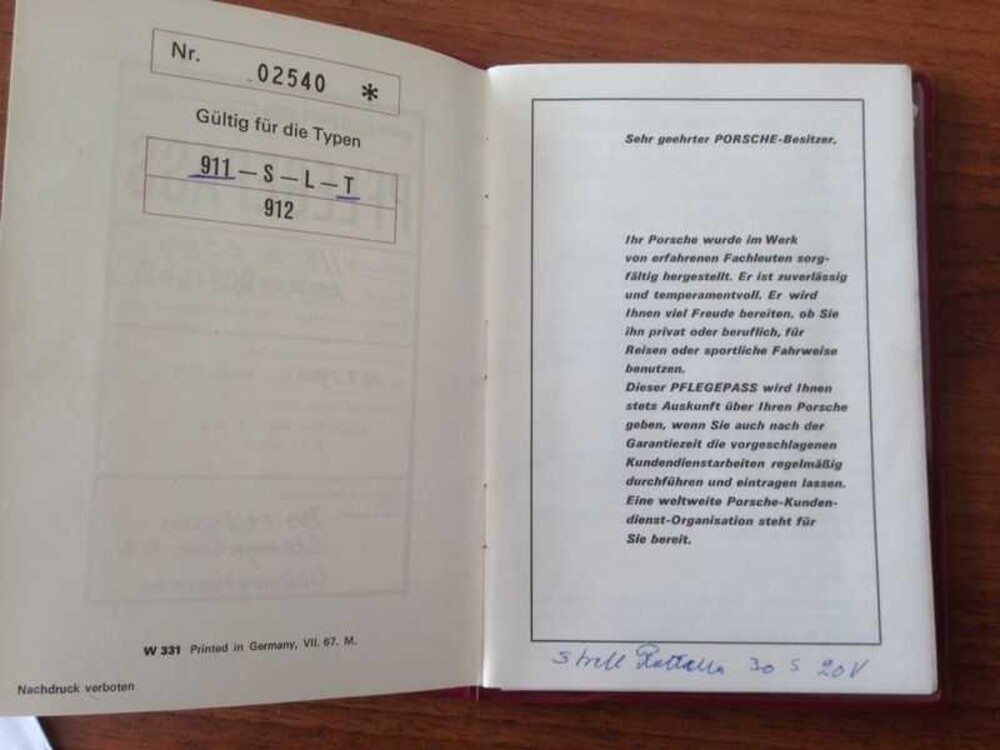 Nr.
02540 *
Gültig für die Typen
911 – S – L – T
912
W 331 Printed in Germany, VII. 67. M.
Nachdruck verboten
Sehr geehrter PORSCHE-Besitzer,
Ihr Porsche wurde im Werk
von erfahrenen Fachleuten sorg-
fältig hergestellt. Er ist zuverlässig
und temperamentvoll. Er wird
Ihnen viel Freude bereiten, ob Sie
ihn privat oder beruflich, für
Reisen oder sportliche Fahrweise
benutzen.
Dieser PFLEGEPASS wird Ihnen
stets Auskunft über Ihren Porsche
geben, wenn Sie auch nach der
Garantiezeit die vorgeschlagenen
Kundendienstarbeiten regelmäßig
durchführen und eintragen lassen.
Eine weltweite Porsche-Kunden-
dienst-Organisation steht für
Sie bereit.
30 S 20V